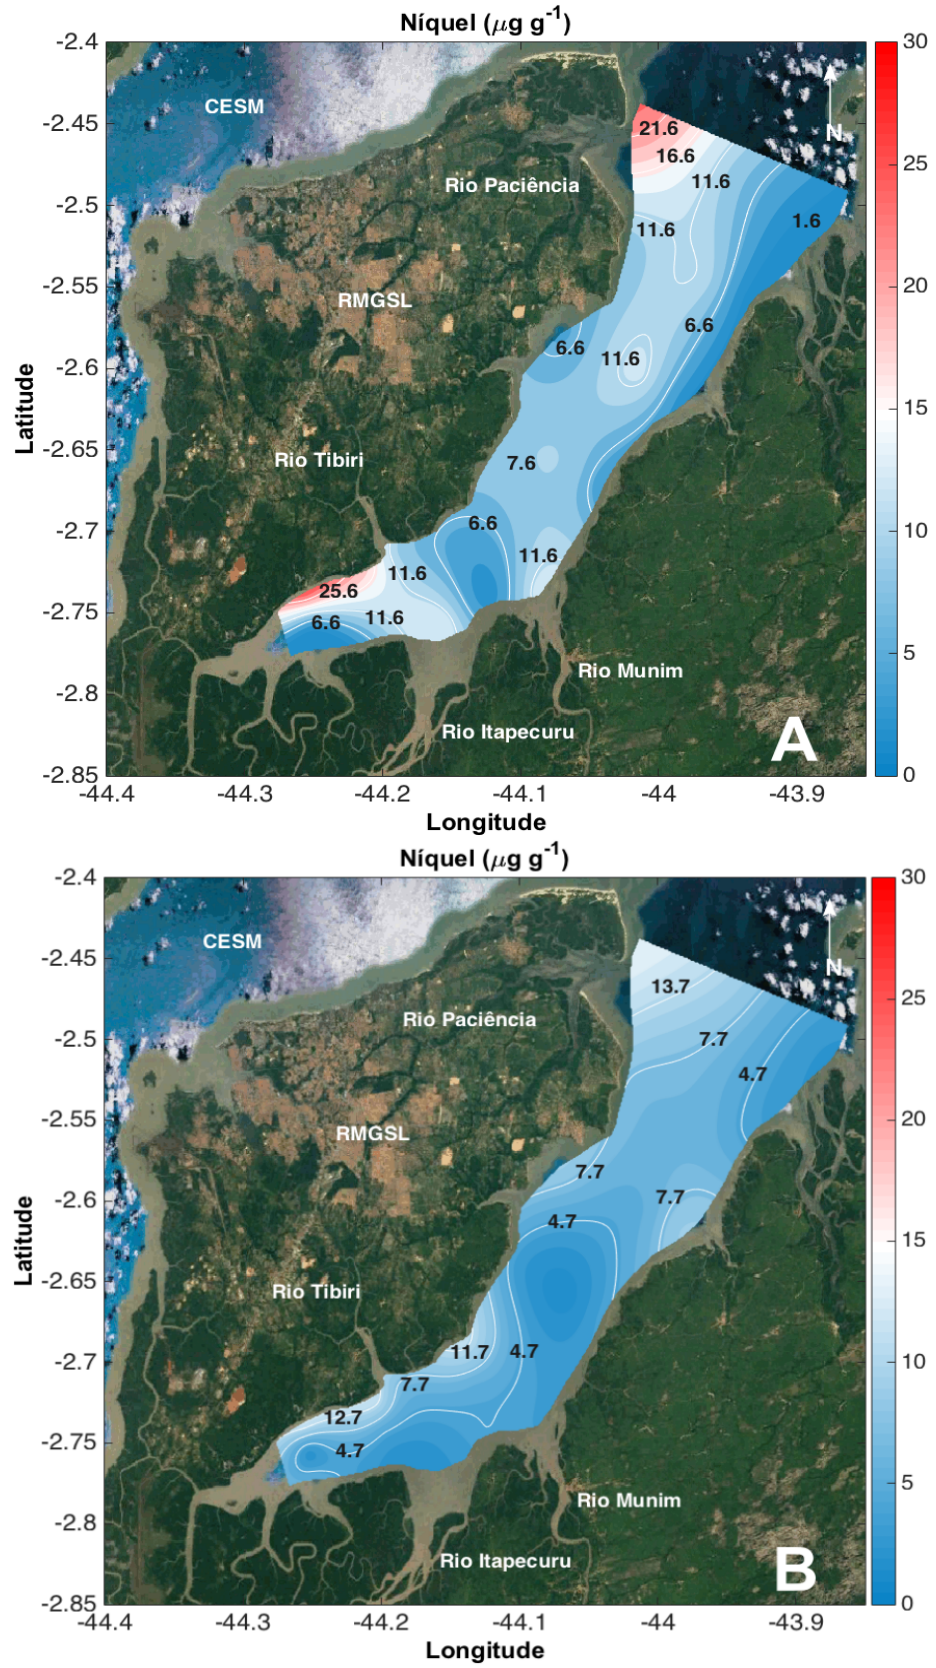 Níquel (μg g-1)
-2.4
30
CESM
21.6
-2.45
N
16.6
25
Rio Paciência
11.6
-2.5
1.6
11.6
20
-2.55
RMGSL
6.6
6.6
11.6
-2.6
15
Latitude
Rio Tibiri
7.6
-2.65
10
6.6
-2.7
11.6
11.6
25.6
-2.75
11.6
6.6
5
Rio Munim
-2.8
Rio Itapecuru
A
-2.85
0
-44.4 -44.3 -44.2 -44.1 -44 -43.9
Longitude
Níquel (μg g-1)
-2.4
30
CESM
-2.45
N
13.7
25
Rio Paciência
-2.5
7.7
4.7
20
-2.55
RMGSL
7.7
7.7
-2.6
4.7
15
Latitude
-2.65
Rio Tibiri
11.7
4.7
-2.7
10
7.7
12.7
-2.75
4.7
5
Rio Munim
-2.8
Rio Itapecuru
B
-2.85
0
-44.4 -44.3 -44.2 -44.1 -44 -43.9
Longitude